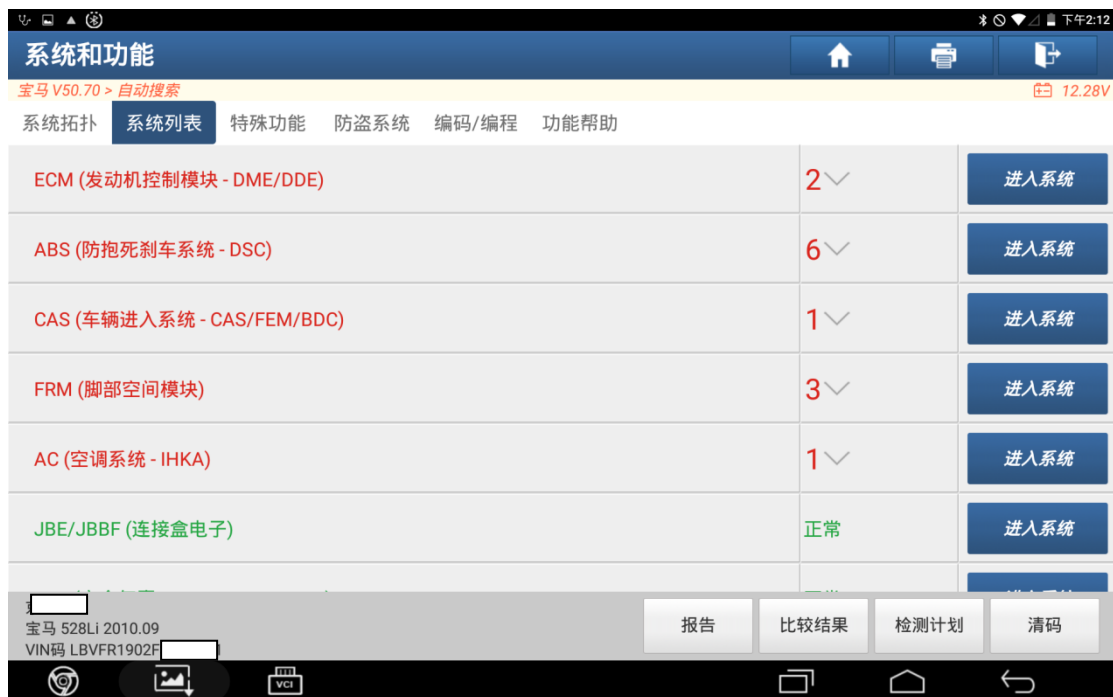 下午2:12
系统和功能
宝马 V50.70 > 自动搜索 12.28V
系统拓扑 系统列表 特殊功能 防盗系统 编码/编程 功能帮助
ECM (发动机控制模块 - DME/DDE) 2 进入系统
ABS (防抱死刹车系统 - DSC) 6 进入系统
CAS (车辆进入系统 - CAS/FEM/BDC) 1 进入系统
FRM (脚部空间模块) 3 进入系统
AC (空调系统 - IHKA) 1 进入系统
JBE/JBBF (连接盒电子) 正常 进入系统
宝马 528Li 2010.09
VIN码 LBVFR1902F
报告 比较结果 检测计划 清码
VCI